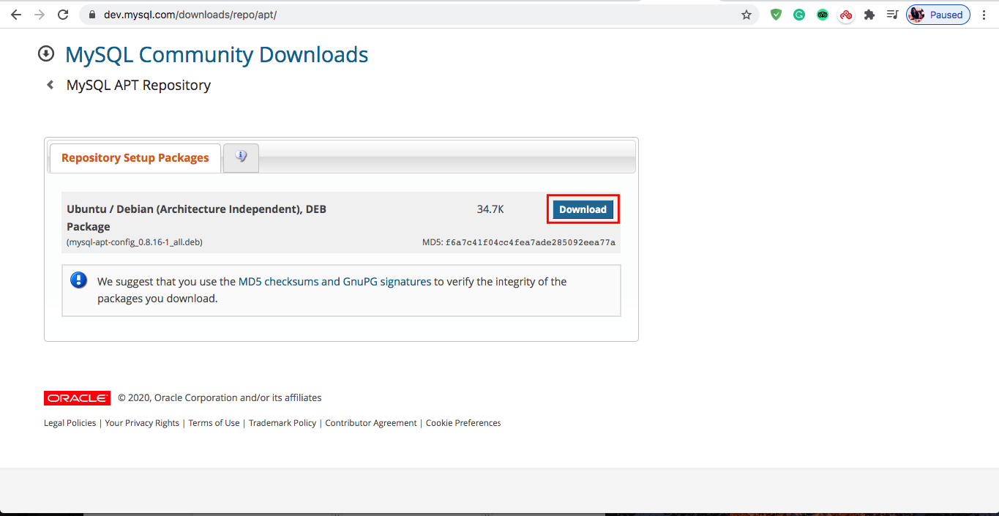 dev.mysql.com/downloads/repo/apt/
Paused
MySQL Community Downloads
MySQL APT Repository
Repository Setup Packages
Ubuntu / Debian (Architecture Independent), DEB
Package
34.7K
Download
(mysql-apt-config_0.8.16-1_all.deb)
MD5: f6a7c41f04cc4fea7ade285092eea77a
We suggest that you use the MD5 checksums and GnuPG signatures to verify the integrity of the
packages you download.
ORACLE © 2020, Oracle Corporation and/or its affiliates
Legal Policies | Your Privacy Rights | Terms of Use | Trademark Policy | Contributor Agreement | Cookie Preferences